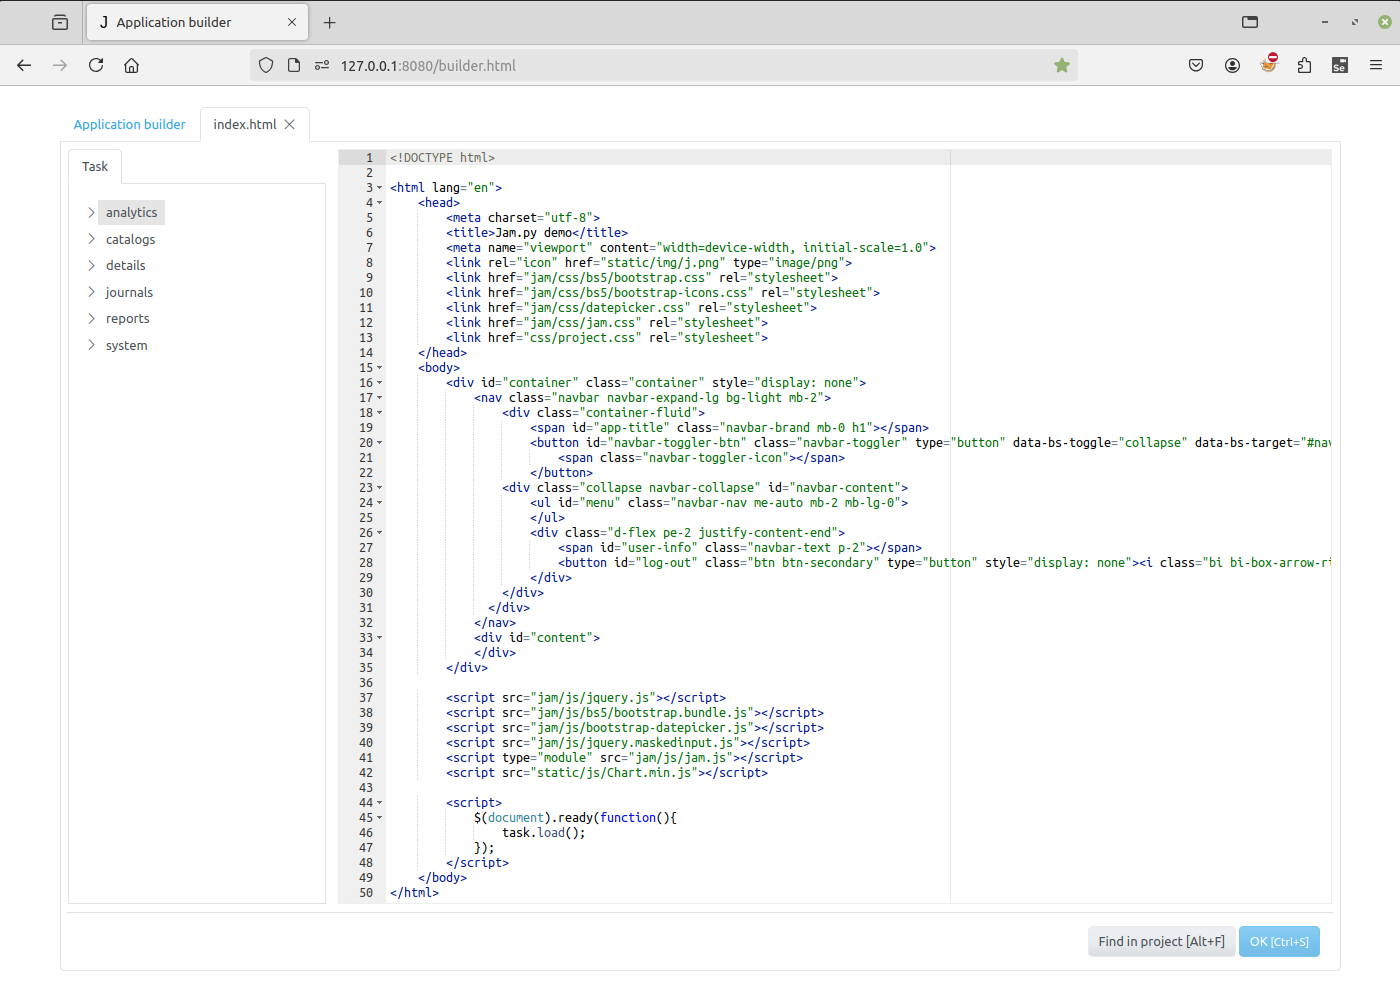 J Application builder
127.0.0.1:8080/builder.html
Application builder
index.html
Task
analytics
catalogs
details
journals
reports
system
1 <!DOCTYPE html>
2
3 <html lang="en">
4 <head>
5 <meta charset="utf-8">
6 <title>Jam.py demo</title>
7 <meta name="viewport" content="width=device-width, initial-scale=1.0">
8 <link rel="icon" href="static/img/j.png" type="image/png">
9 <link href="jam/css/bs5/bootstrap.css" rel="stylesheet">
10 <link href="jam/css/bs5/bootstrap-icons.css" rel="stylesheet">
11 <link href="jam/css/datepicker.css" rel="stylesheet">
12 <link href="jam/css/jam.css" rel="stylesheet">
13 <link href="css/project.css" rel="stylesheet">
14 </head>
15 <body>
16 <div id="container" class="container" style="display: none">
17 <nav class="navbar navbar-expand-lg bg-light mb-2">
18 <div class="container-fluid">
19 <span id="app-title" class="navbar-brand mb-0 h1"></span>
20 <button id="navbar-toggler-btn" class="navbar-toggler" type="button" data-bs-toggle="collapse" data-bs-target="#nav
21 <span class="navbar-toggler-icon"></span>
22 </button>
23 <div class="collapse navbar-collapse" id="navbar-content">
24 <ul id="menu" class="navbar-nav me-auto mb-2 mb-lg-0">
25 </ul>
26 <div class="d-flex pe-2 justify-content-end">
27 <span id="user-info" class="navbar-text p-2"></span>
28 <button id="log-out" class="btn btn-secondary" type="button" style="display: none"><i class="bi bi-box-arrow-ri
29 </div>
30 </div>
31 </div>
32 </nav>
33 <div id="content">
34 </div>
35 </div>
36
37 <script src="jam/js/jquery.js"></script>
38 <script src="jam/js/bs5/bootstrap.bundle.js"></script>
39 <script src="jam/js/bootstrap-datepicker.js"></script>
40 <script src="jam/js/jquery.maskedinput.js"></script>
41 <script type="module" src="jam/js/jam.js"></script>
42 <script src="static/js/Chart.min.js"></script>
43
44 <script>
45 $(document).ready(function(){
46 task.load();
47 });
48 </script>
49 </body>
50 </html>
Find in project [Alt+F]
OK [Ctrl+S]
Se